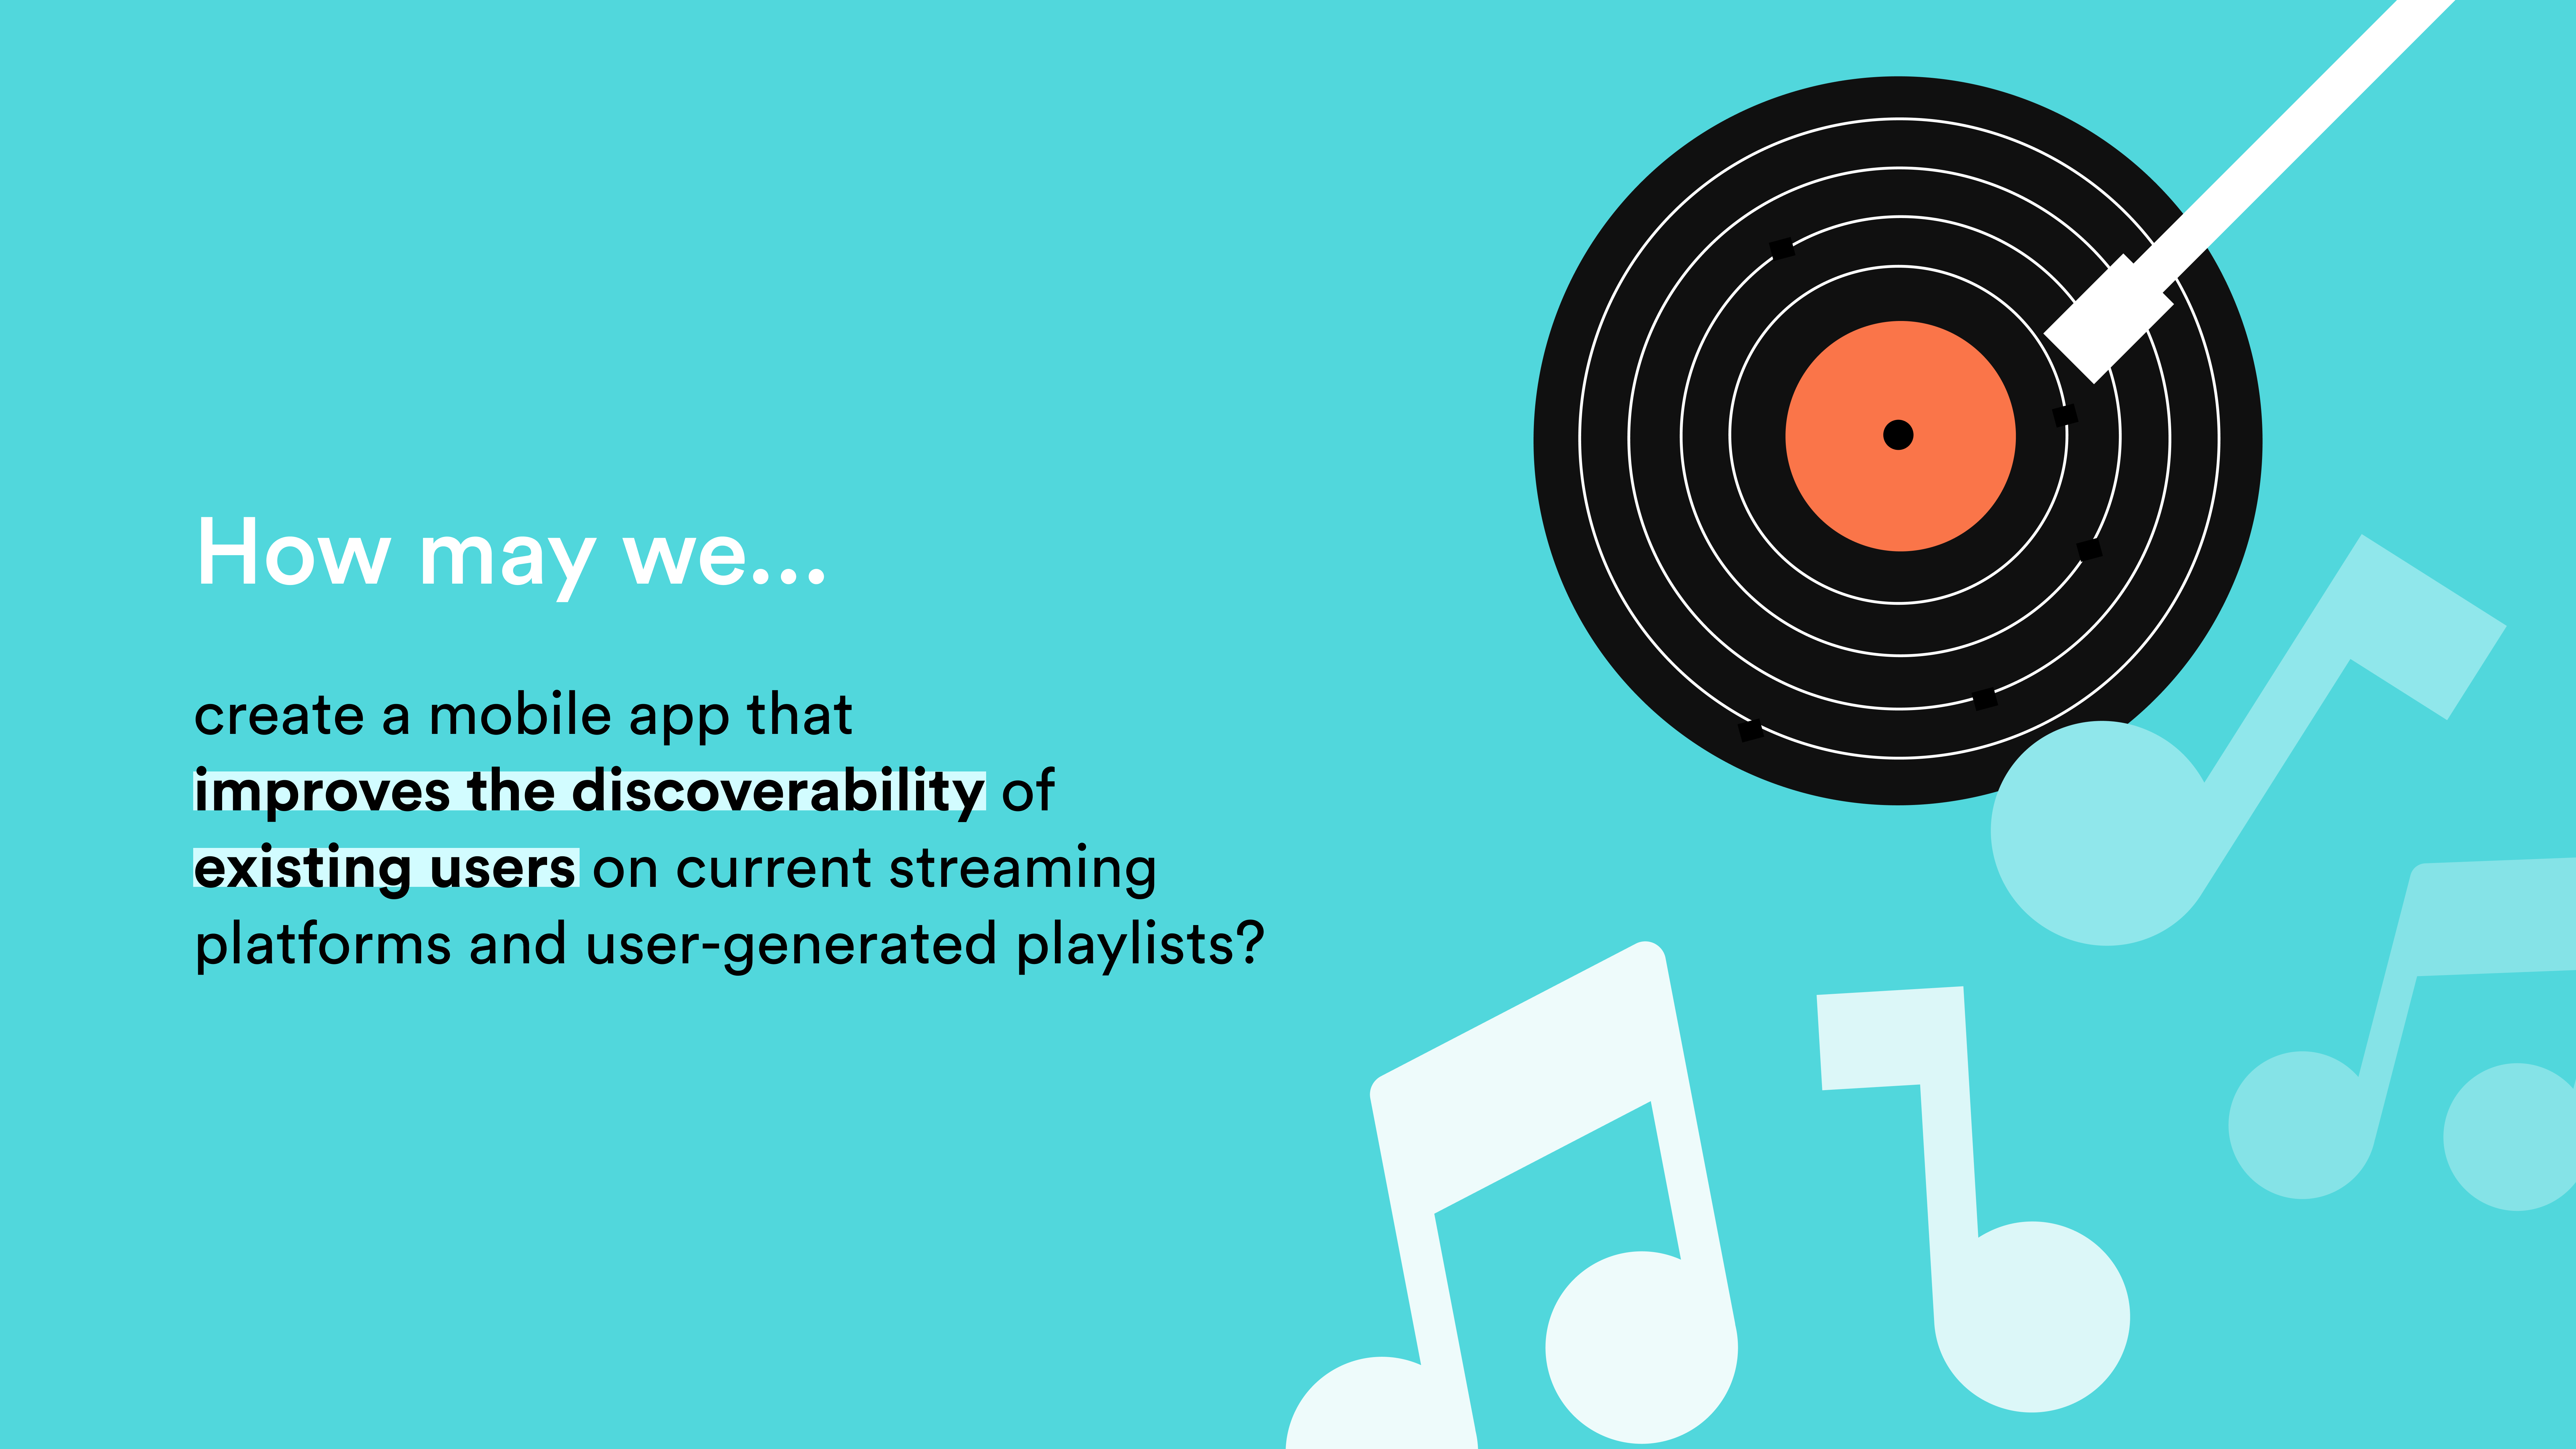 How may we...
create a mobile app that
improves the discoverability of
existing users on current streaming
platforms and user-generated playlists?